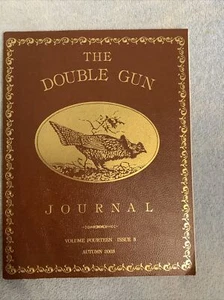 THE
DOUBLE GUN
JOURNAL
VOLUME FOURTEEN ISSUE 3
AUTUMN 2003